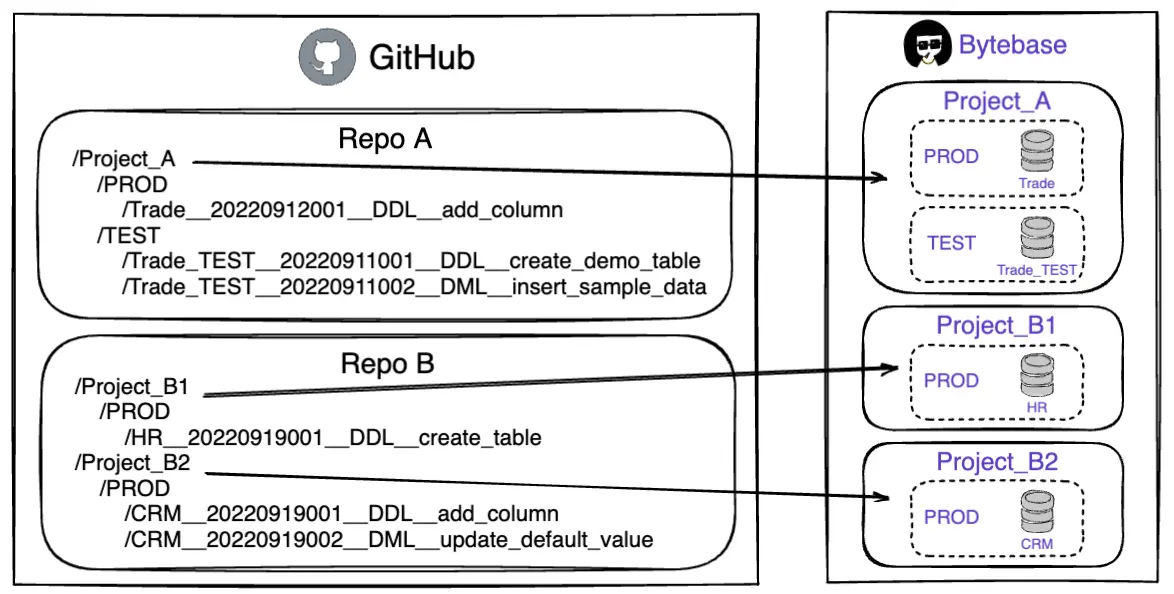 GitHub
Repo A
/Project_A
/PROD
/Trade__20220912001__DDL__add_column
/TEST
/Trade_TEST__20220911001__DDL__create_demo_table
/Trade_TEST__20220911002__DML__insert_sample_data
Repo B
/Project_B1
/PROD
/HR__20220919001__DDL__create_table
/Project_B2
/PROD
/CRM__20220919001__DDL__add_column
/CRM__20220919002__DML__update_default_value
Bytebase
Project_A
PROD
Trade
TEST
Trade_TEST
Project_B1
PROD
HR
Project_B2
PROD
CRM